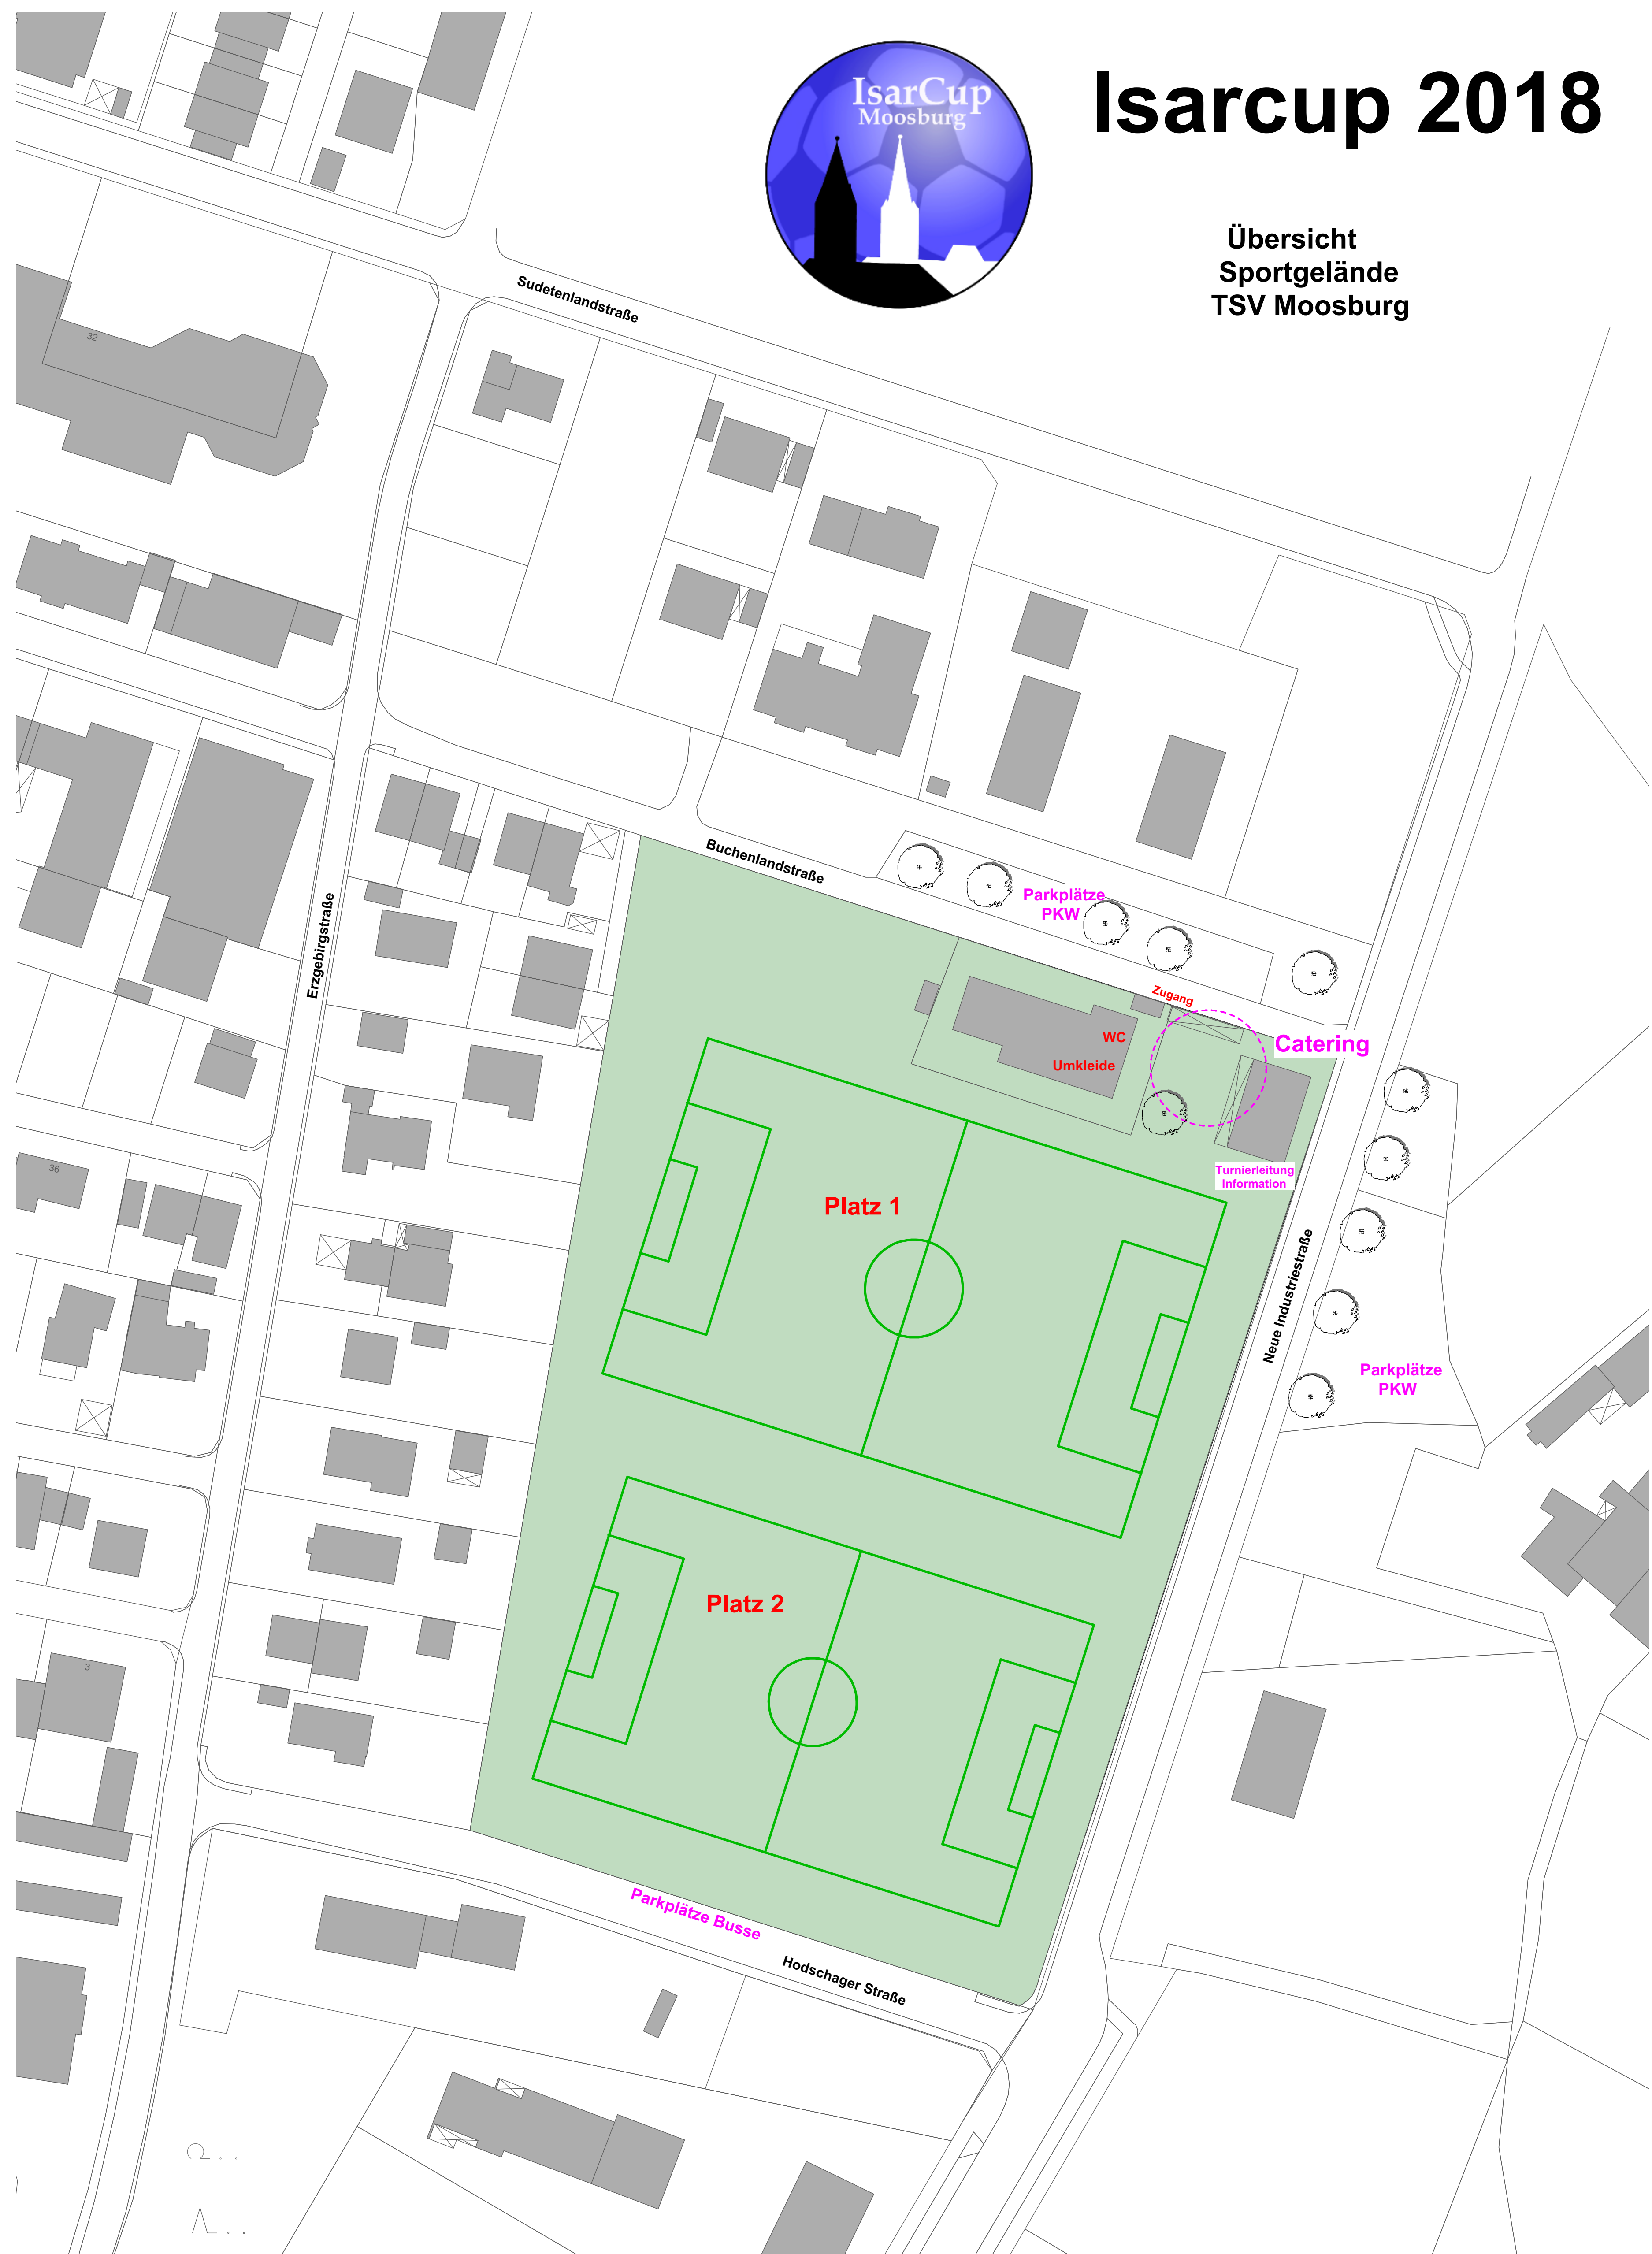 IsarCup
Moosburg
Isarcup 2018
Übersicht
Sportgelände
TSV Moosburg
Sudetenlandstraße
32
Buchenlandstraße
Parkplätze
PKW
Erzgebirgstraße
Zugang
WC
Umkleide
Catering
36
Turnierleitung
Information
Platz 1
Neue Industriestraße
Parkplätze
PKW
Platz 2
3
Parkplätze Busse
Hodschager Straße